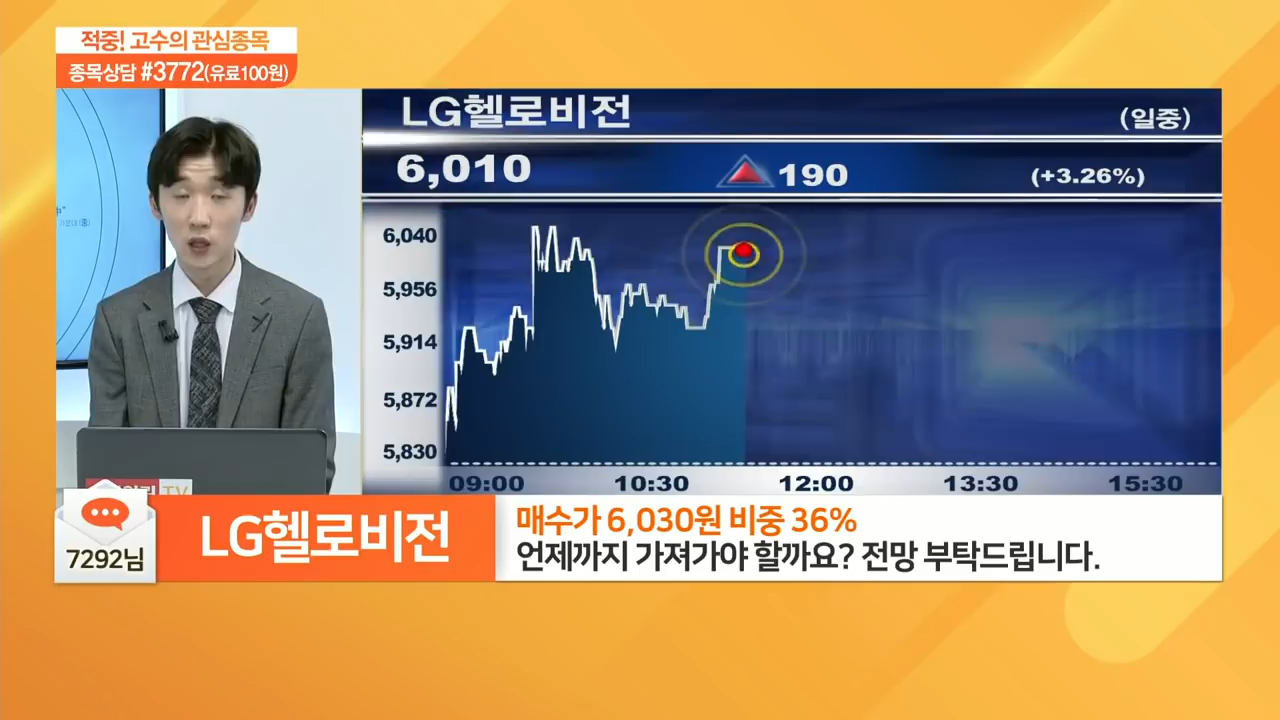 적중! 고수의 관심종목
종목상담 #3772(유료100원)
LG헬로비전
(일중)
6,010
190
(+3.26%)
6,040
5,956
5,914
5,872
5,830
09:00
10:30
12:00
13:30
15:30
TV
7292님
LG헬로비전
매수가 6,030원 비중 36%
언제까지 가져가야 할까요? 전망 부탁드립니다.